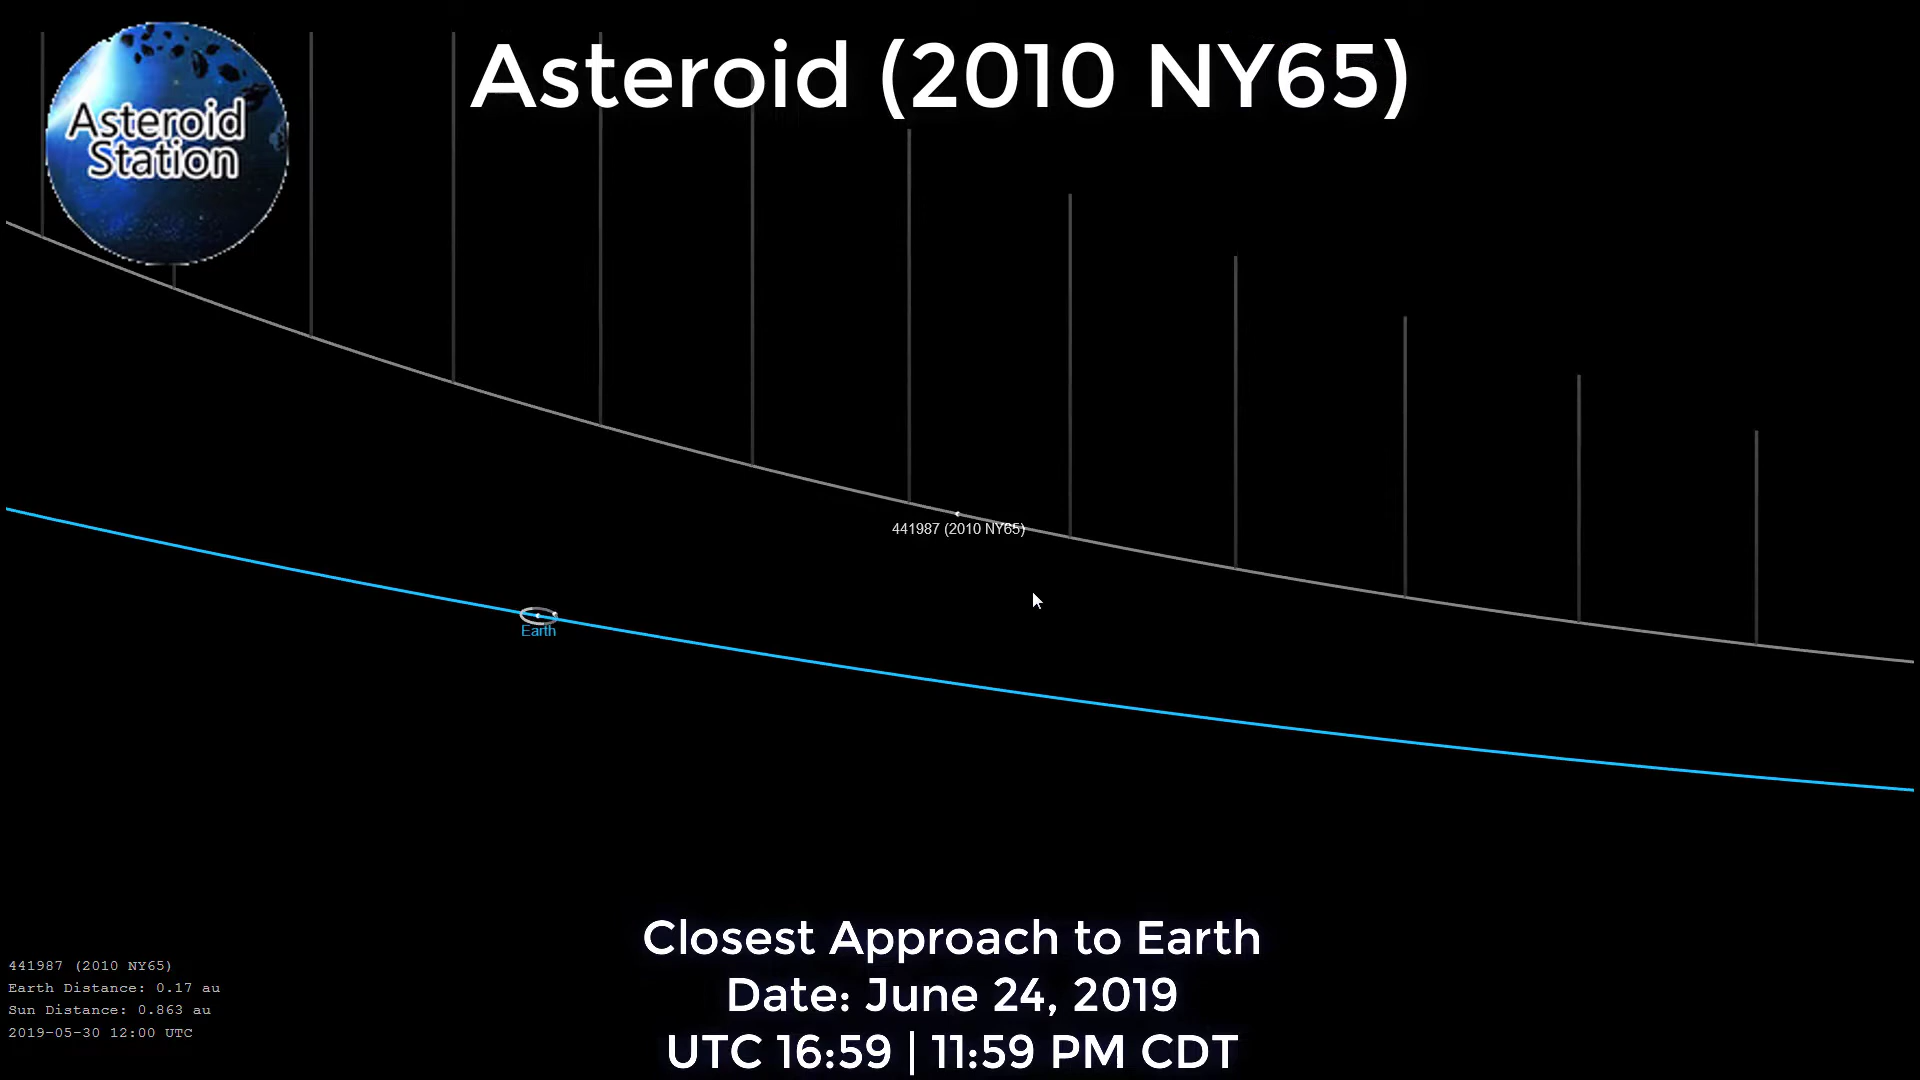 Asteroid (2010 NY65)
Asteroid
Station
441987 (2010 NY65)
Earth
Closest Approach to Earth
Date: June 24, 2019
UTC 16:59 | 11:59 PM CDT
441987 (2010 NY65)
Earth Distance: 0.17 au
Sun Distance: 0.863 au
2019-05-30 12:00 UTC